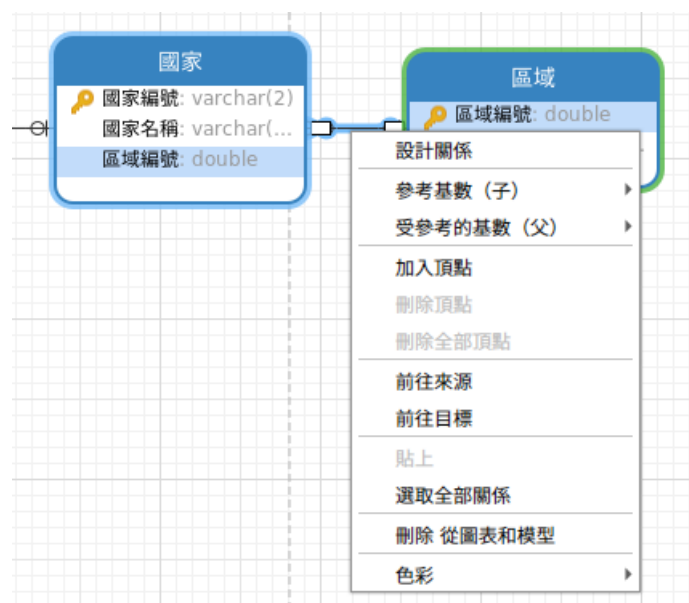 國家
國家編號: varchar(2)
國家名稱: varchar(...
區域編號: double
區域
區域編號: double
設計關係
參考基數（子）
受參考的基數（父）
加入頂點
刪除頂點
刪除全部頂點
前往來源
前往目標
貼上
選取全部關係
刪除 從圖表和模型
色彩